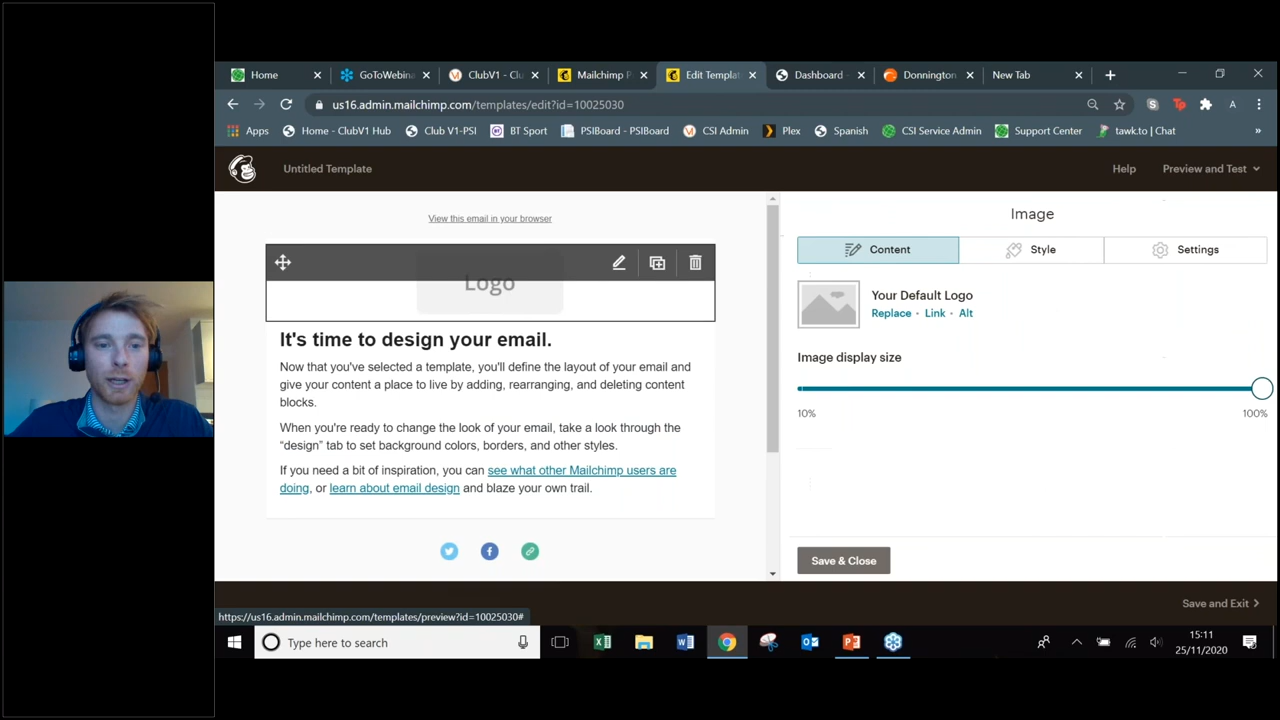 Home
GoToWebina
ClubV1 - Clu
Mailchimp P
Edit Templat
Dashboard -
Donnington
New Tab
us16.admin.mailchimp.com/templates/edit?id=10025030
A
Apps
Home - ClubV1 Hub
Club V1-PSI
BT Sport
PSIBoard - PSIBoard
CSI Admin
Plex
Spanish
CSI Service Admin
Support Center
tawk.to | Chat
»
Untitled Template
Help
Preview and Test
View this email in your browser
Logo
It's time to design your email.
Now that you've selected a template, you'll define the layout of your email and
give your content a place to live by adding, rearranging, and deleting content
blocks.
When you're ready to change the look of your email, take a look through the
“design” tab to set background colors, borders, and other styles.
If you need a bit of inspiration, you can see what other Mailchimp users are
doing, or learn about email design and blaze your own trail.
Image
Content
Style
Settings
Your Default Logo
Replace · Link · Alt
Image display size
10%
100%
Save & Close
Save and Exit
https://us16.admin.mailchimp.com/templates/preview?id=10025030#
Type here to search
15:11
25/11/2020